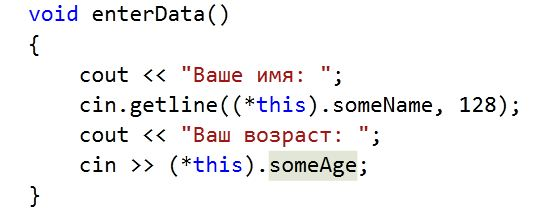 void enterData()
{
    cout << "Ваше имя: ";
    cin.getline((*this).someName, 128);
    cout << "Ваш возраст: ";
    cin >> (*this).someAge;
}